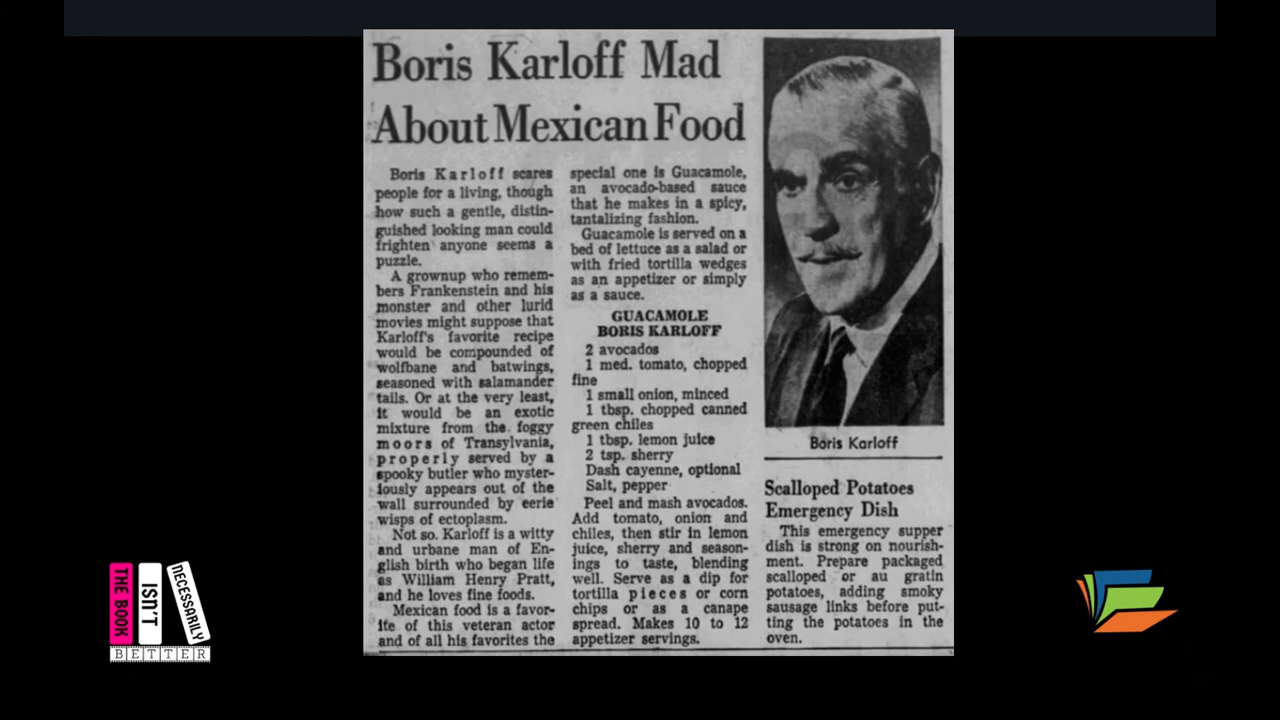 Boris Karloff Mad
About Mexican Food
Boris Karloff scares
people for a living, though
how such a gentle, distin-
guished looking man could
frighten anyone seems a
puzzle.
A grownup who remem-
bers Frankenstein and his
monster and other lurid
movies might suppose that
Karloff's favorite recipe
would be compounded of
wolfbane and batwings,
seasoned with salamander
tails. Or at the very least,
it would be an exotic
mixture from the foggy
moors of Transylvania,
properly served by a
spooky butler who myster-
iously appears out of the
wall surrounded by eerie
wisps of ectoplasm.
Not so. Karloff is a witty
and urbane man of En-
glish birth who began life
as William Henry Pratt,
and he loves fine foods.
Mexican food is a favor-
ite of this veteran actor
and of all his favorites the
special one is Guacamole,
an avocado-based sauce
that he makes in a spicy,
tantalizing fashion.
Guacamole is served on a
bed of lettuce as a salad or
with fried tortilla wedges
as an appetizer or simply
as a sauce.
GUACAMOLE
BORIS KARLOFF
2 avocados
1 med. tomato, chopped
fine
1 small onion, minced
1 tbsp. chopped canned
green chiles
1 tbsp. lemon juice
2 tsp. sherry
Dash cayenne, optional
Salt, pepper
Peel and mash avocados.
Add tomato, onion and
chiles, then stir in lemon
juice, sherry and season-
ings to taste, blending
well. Serve as a dip for
tortilla pieces or corn
chips or as a canape
spread. Makes 10 to 12
appetizer servings.
Boris Karloff
Scalloped Potatoes
Emergency Dish
This emergency supper
dish is strong on nourish-
ment. Prepare packaged
scalloped or au gratin
potatoes, adding smoky
sausage links before put-
ting the potatoes in the
oven.
THE BOOK
ISN'T
NECESSARILY
BETTER